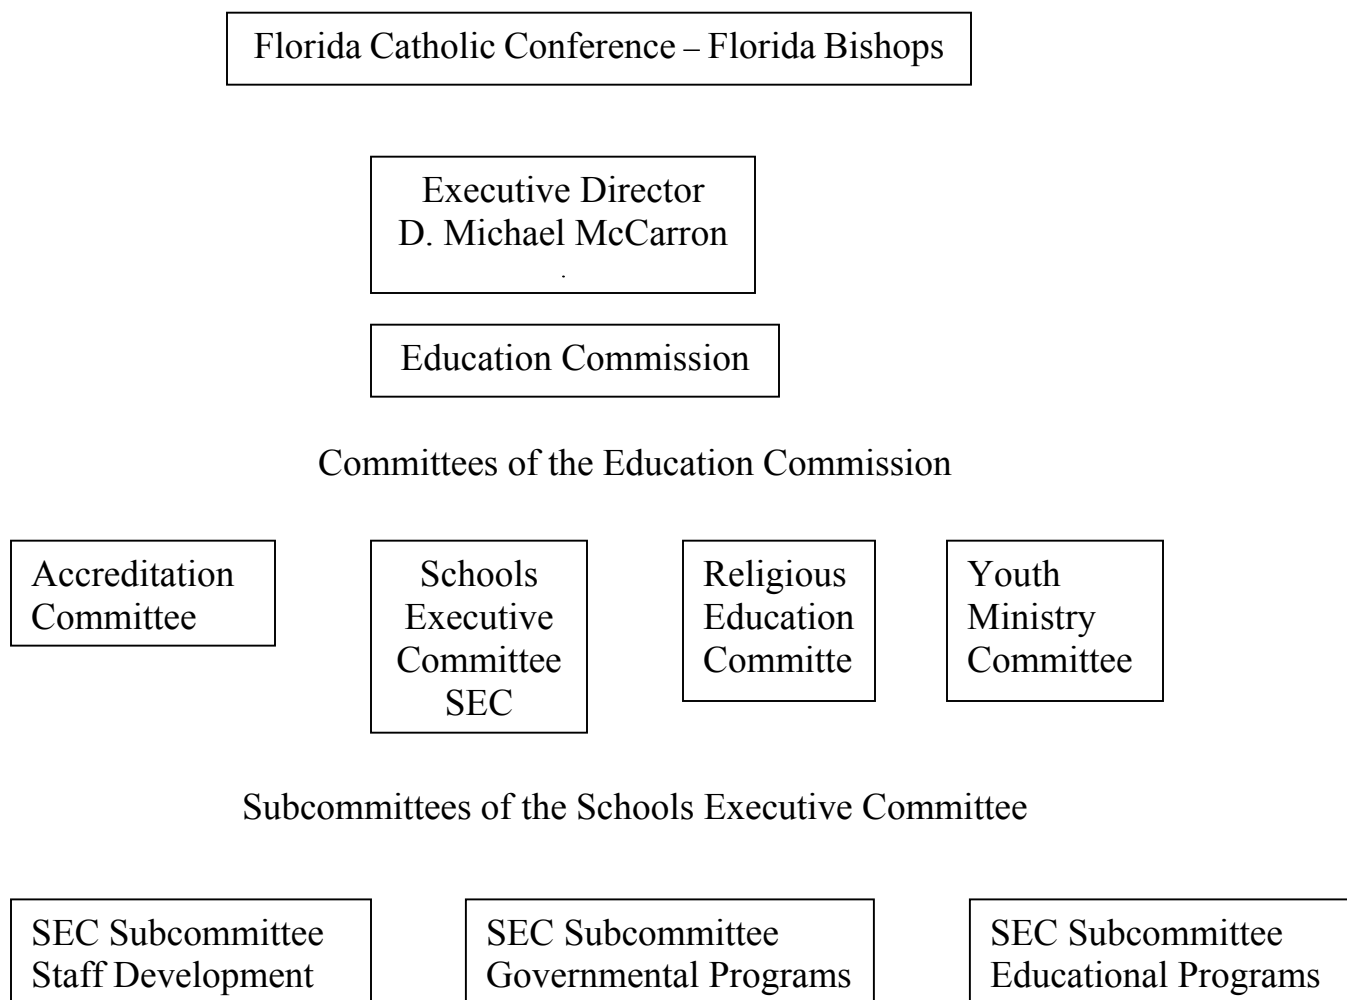 Florida Catholic Conference – Florida Bishops
Executive Director
D. Michael McCarron
.
Education Commission
Committees of the Education Commission
Accreditation
Committee
Schools
Executive
Committee
SEC
Religious
Education
Committe
Youth
Ministry
Committee
Subcommittees of the Schools Executive Committee
SEC Subcommittee
Staff Development
SEC Subcommittee
Governmental Programs
SEC Subcommittee
Educational Programs